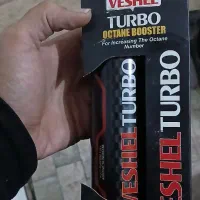 VESHEL
TURBO
OCTANE BOOSTER
For Increasing The Octane
Number
VESHEL TURBO
VESHEL TURBO